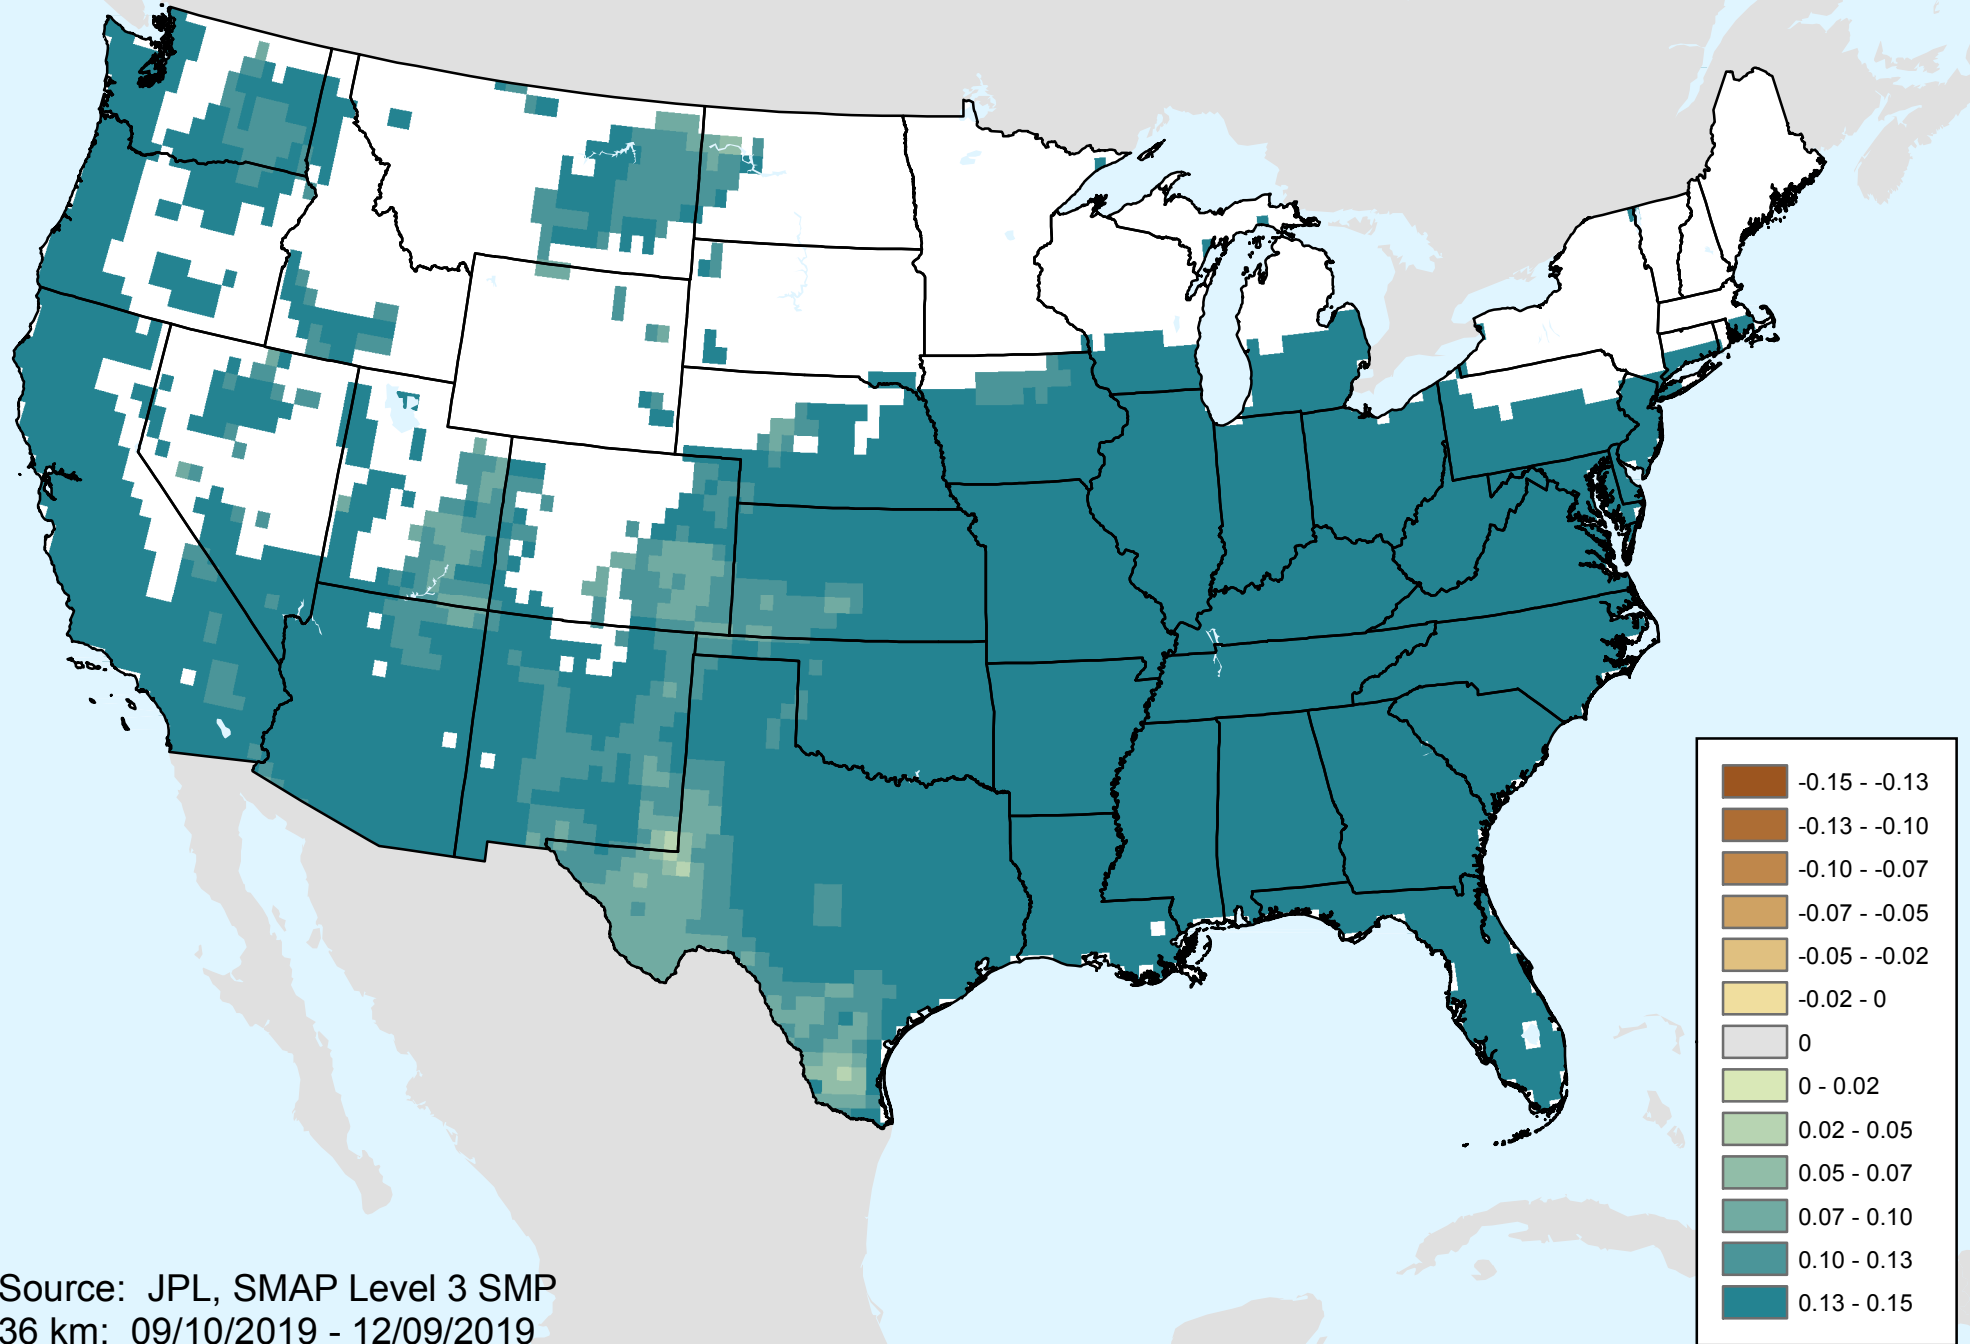 -0.15 - -0.13
-0.13 - -0.10
-0.10 - -0.07
-0.07 - -0.05
-0.05 - -0.02
-0.02 - 0
0
0 - 0.02
0.02 - 0.05
0.05 - 0.07
0.07 - 0.10
0.10 - 0.13
0.13 - 0.15
Source: JPL, SMAP Level 3 SMP
36 km: 09/10/2019 - 12/09/2019